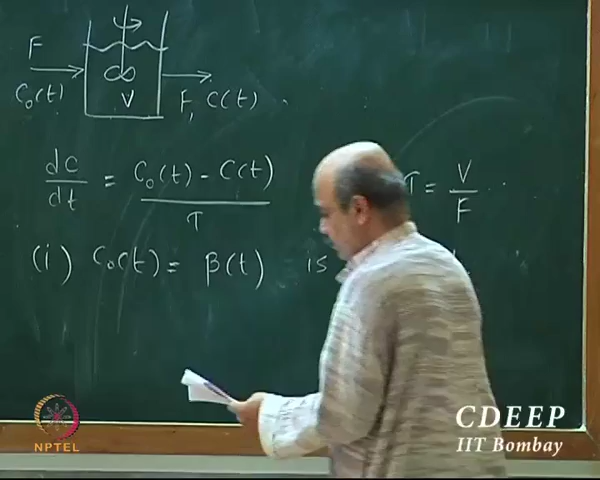 F
C₀(t)
V
F, C(t)
dC/dt = (C₀(t) - C(t))/τ
τ = V/F
(i) C₀(t) = β(t) is
NPTEL
CDEEP
IIT Bombay